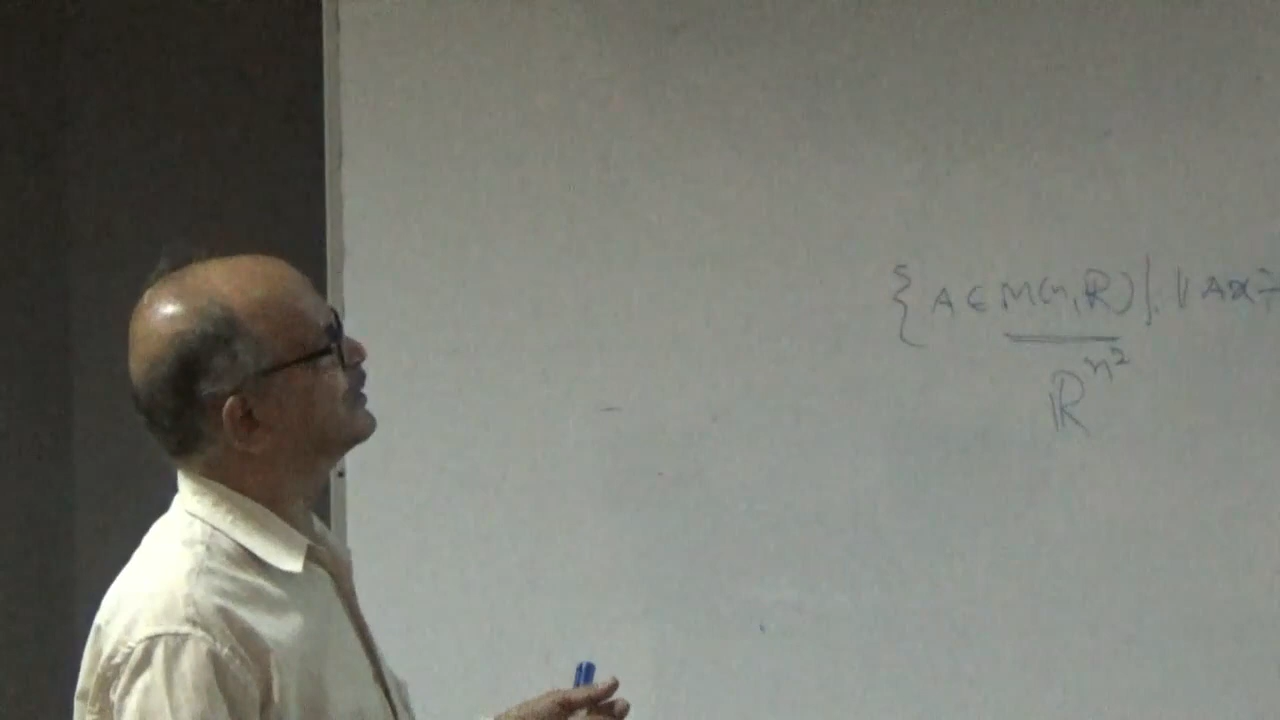 { A ∈ M(n, ℝ) | ‖Ax
ℝ^{n²}